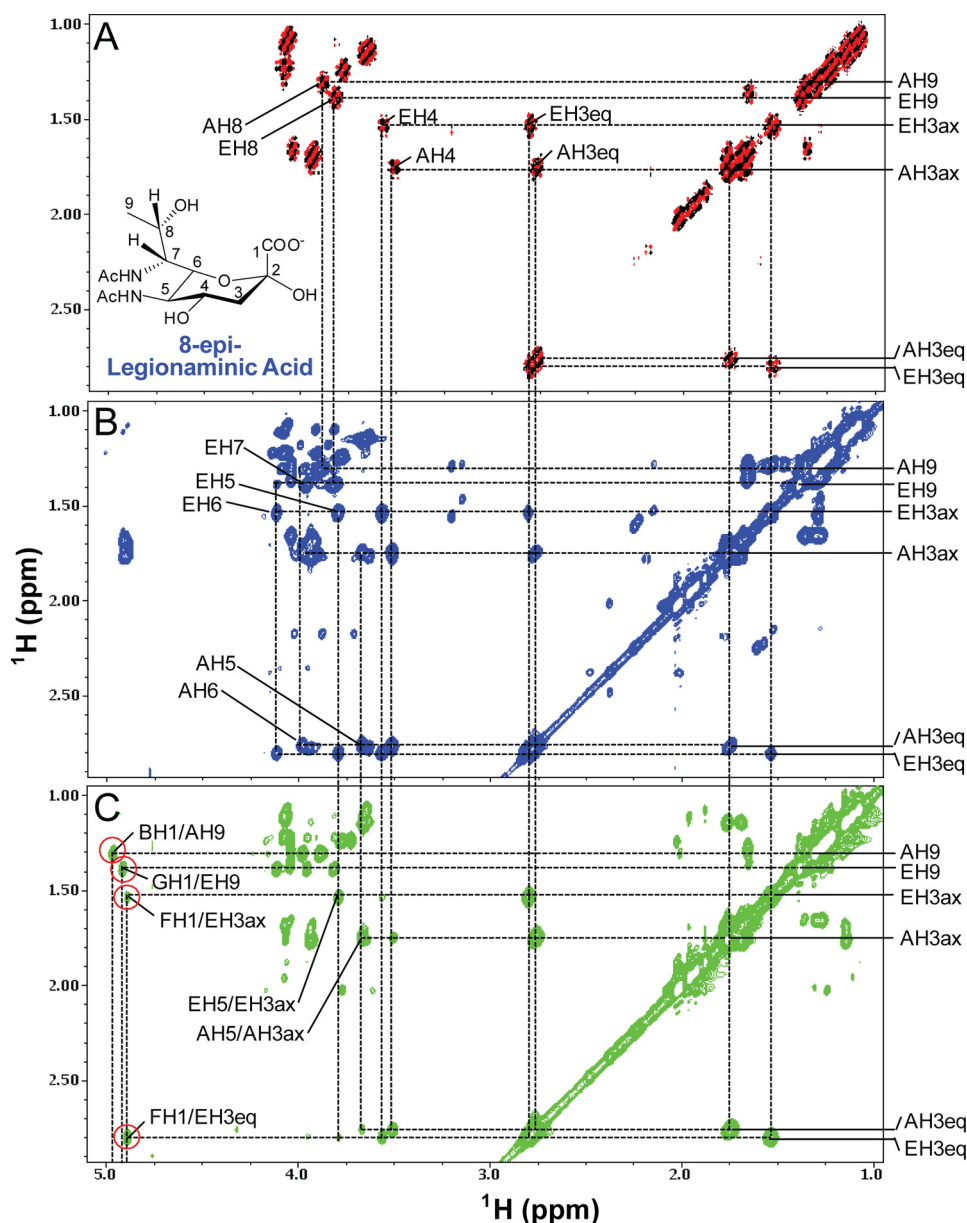 A
1.00
1.50
2.00
2.50
AH9
EH9
EH3ax
AH3ax
AH3eq
EH3eq
AH8
EH8
EH4
AH4
EH3eq
AH3eq
9
H
OH
8
H
7
6
1
COO-
AcHN
O
2
AcHN
5
4
3
OH
HO
8-epi-
Legionaminic Acid
B
1.00
1.50
2.00
2.50
1H (ppm)
EH7
EH5
EH6
AH5
AH6
AH9
EH9
EH3ax
AH3ax
AH3eq
EH3eq
C
1.00
1.50
2.00
2.50
BH1/AH9
GH1/EH9
FH1/EH3ax
EH5/EH3ax
AH5/AH3ax
FH1/EH3eq
AH9
EH9
EH3ax
AH3ax
AH3eq
EH3eq
5.0 4.0 3.0 2.0 1.0
1H (ppm)